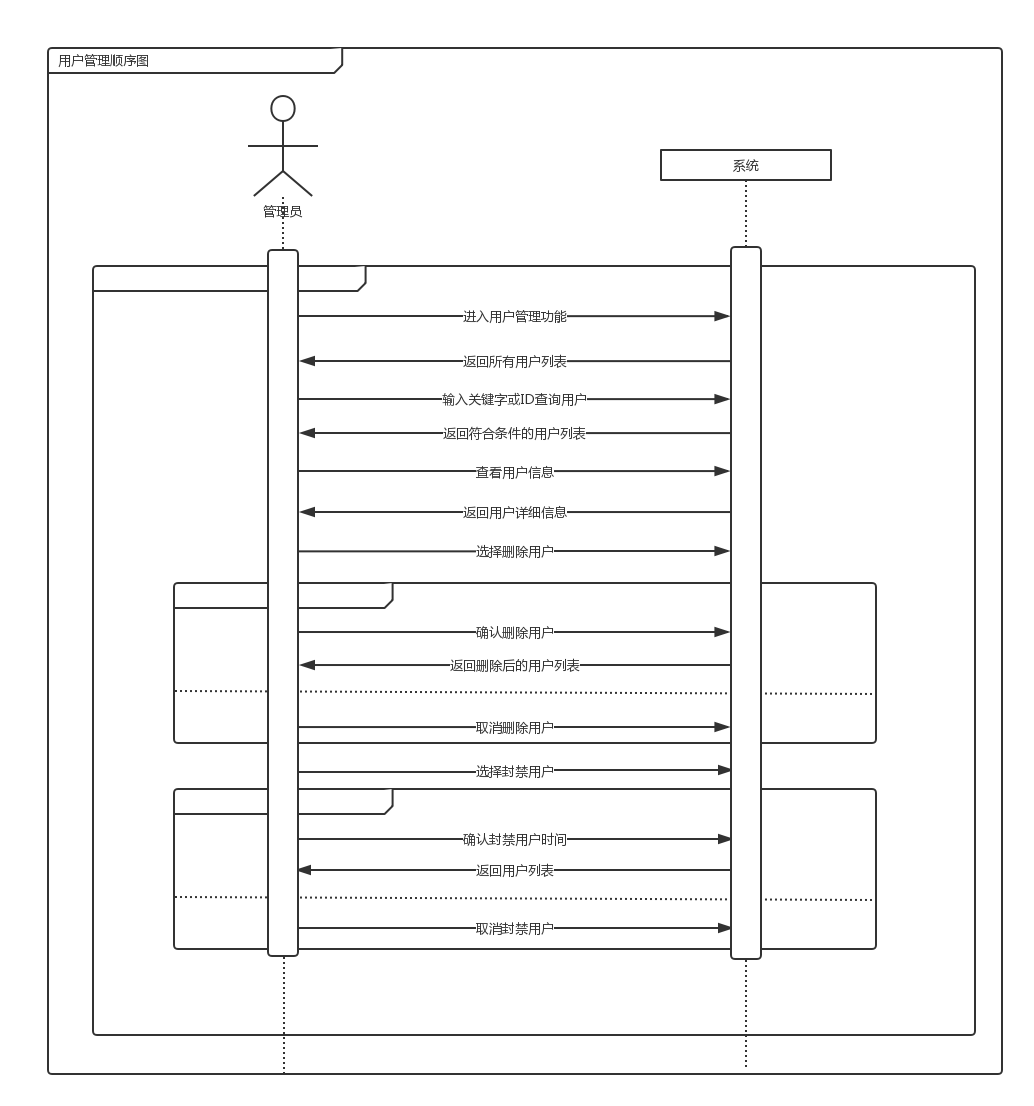 用户管理顺序图
系统
管理员
进入用户管理功能
返回所有用户列表
输入关键字或ID查询用户
返回符合条件的用户列表
查看用户信息
返回用户详细信息
选择删除用户
确认删除用户
返回删除后的用户列表
取消删除用户
选择封禁用户
确认封禁用户时间
返回用户列表
取消封禁用户